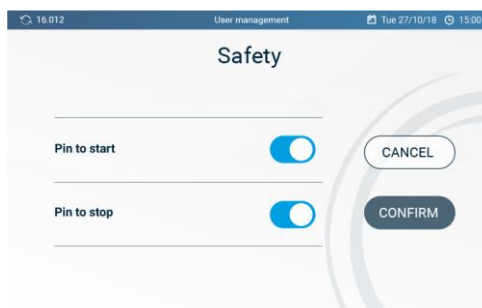 16.012 User management Tue 27/10/18 15:00
Safety
Pin to start
CANCEL
Pin to stop
CONFIRM